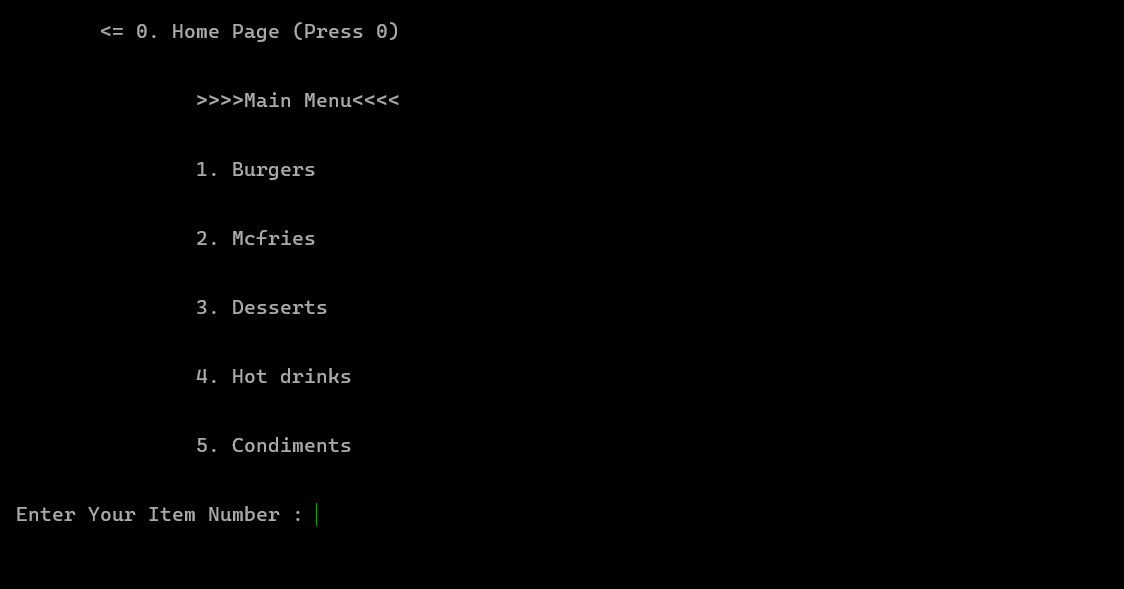 <= 0. Home Page (Press 0)
>>>>Main Menu<<<<
1. Burgers
2. Mcfries
3. Desserts
4. Hot drinks
5. Condiments
Enter Your Item Number :